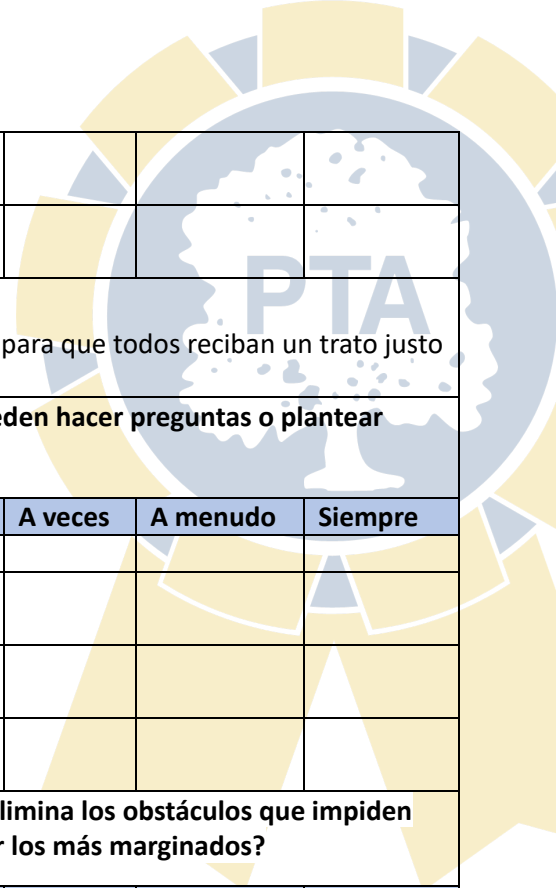 PTA
para que todos reciban un trato justo
den hacer preguntas o plantear
A veces A menudo Siempre
limina los obstáculos que impiden
r los más marginados?